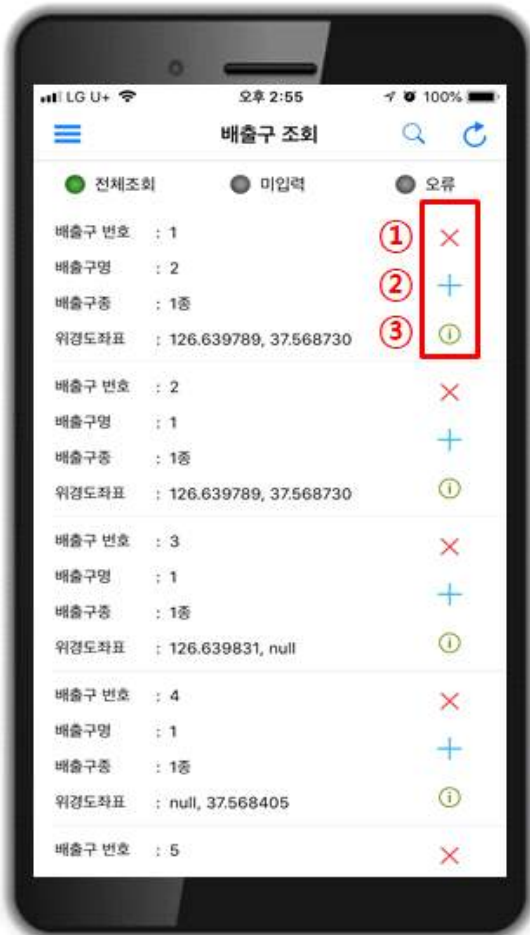 LG U+ 오후 2:55 100%
배출구 조회
전체조회 미입력 오류
배출구 번호 : 1 ①
배출구명 : 2 ②
배출구종 : 1종
위경도좌표 : 126.639789, 37.568730 ③
배출구 번호 : 2
배출구명 : 1
배출구종 : 1종
위경도좌표 : 126.639789, 37.568730
배출구 번호 : 3
배출구명 : 1
배출구종 : 1종
위경도좌표 : 126.639831, null
배출구 번호 : 4
배출구명 : 1
배출구종 : 1종
위경도좌표 : null, 37.568405
배출구 번호 : 5